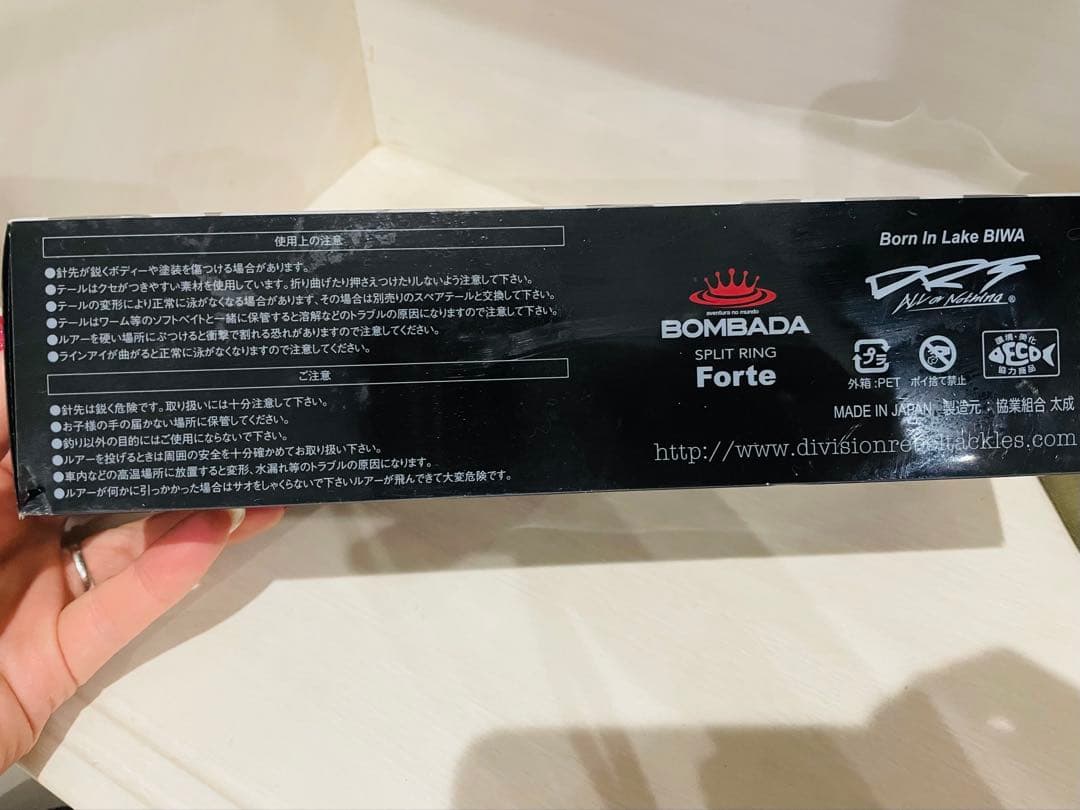 使用上の注意
●針先が鋭くボディーや塗装を傷つける場合があります。
●テールはクセがつきやすい素材を使用しています。折り曲げたり押さえつけたりしないよう注意して下さい。
●テールの変形により正常に泳がなくなる場合があります、その場合は別売りのスペアテールと交換して下さい。
●テールはワーム等のソフトベイトと一緒に保管すると溶解などのトラブルの原因になりますので注意して下さい。
●ルアーを硬い場所にぶつけると衝撃で割れる恐れがありますので注意してください。
●ラインアイが曲がると正常に泳がなくなりますので注意してください。
ご注意
●針先は鋭く危険です。取り扱いには十分注意して下さい。
●お子様の手の届かない場所に保管してください。
●釣り以外の目的にはご使用にならないで下さい。
●ルアーを投げるときは周囲の安全を十分確かめてお取り扱い下さい。
●車内などの高温場所に放置すると変形、水漏れ等のトラブルの原因になります。
●ルアーが何かに引っかかった場合はサオをしゃくらないで下さいルアーが飛んできて大変危険です。
aventura no mundo
BOMBADA
SPLIT RING
Forte
Born In Lake BIWA
DRT
All or Nothing ®
プラ
外箱:PET
ポイ捨て禁止
環境・美化
ECO
協力商品
MADE IN JAPAN 製造元:協業組合 太成
http://www.divisionrebeltackles.com